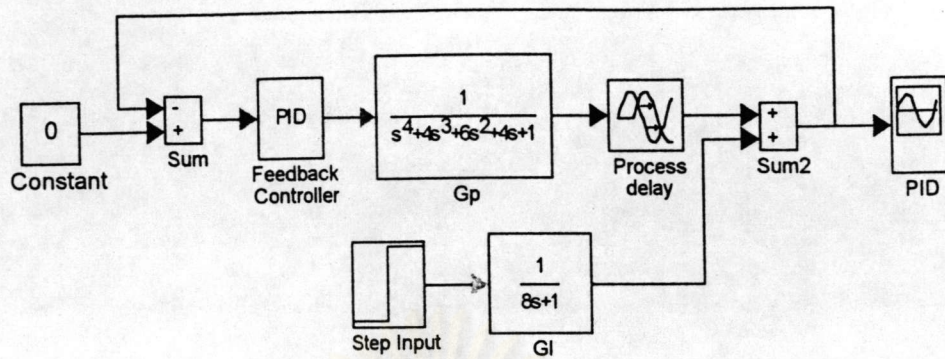 0
Constant
-
+
Sum
PID
Feedback
Controller
1
s^4+4s^3+6s^2+4s+1
Gp
Process
delay
+
+
Sum2
PID
Step Input
1
8s+1
Gl